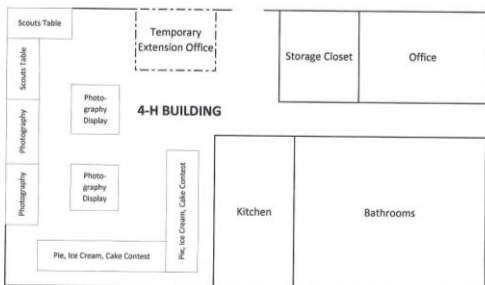 Scouts Table
Temporary
Extension Office
Storage Closet
Office
Scouts Table
Photo-
graphy
Display
4-H BUILDING
Photography
Photography
Photo-
graphy
Display
Pie, Ice Cream, Cake Contest
Kitchen
Bathrooms
Pie, Ice Cream, Cake Contest